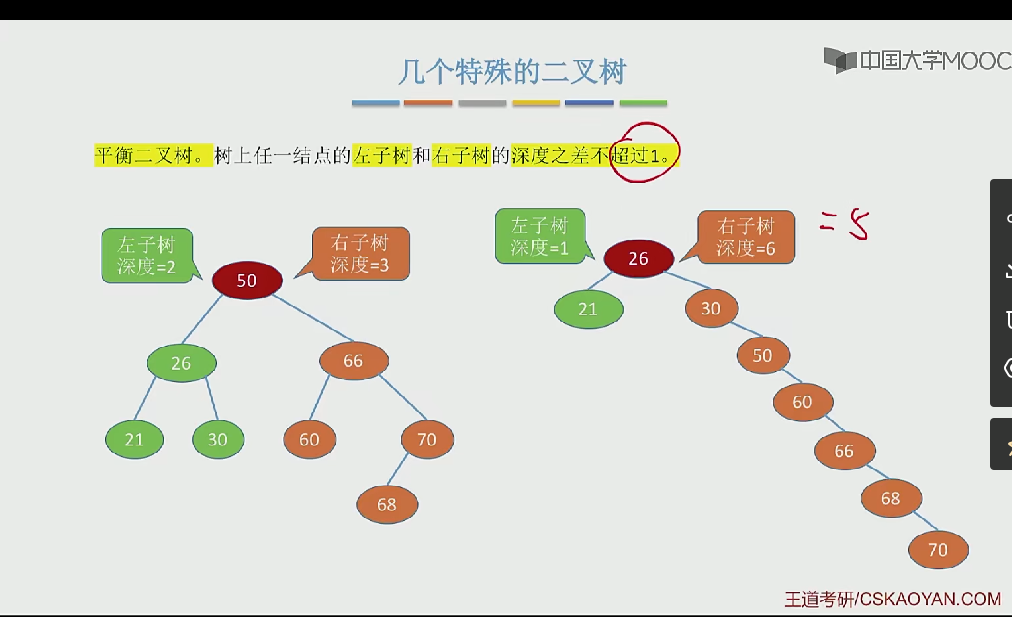 几个特殊的二叉树
中国大学MOOC
平衡二叉树。树上任一结点的左子树和右子树的深度之差不超过1。
左子树
深度=2
右子树
深度=3
50
26
66
21
30
60
70
68
左子树
深度=1
右子树
深度=6
=5
26
21
30
50
60
66
68
70
王道考研/CSKAOYAN.COM